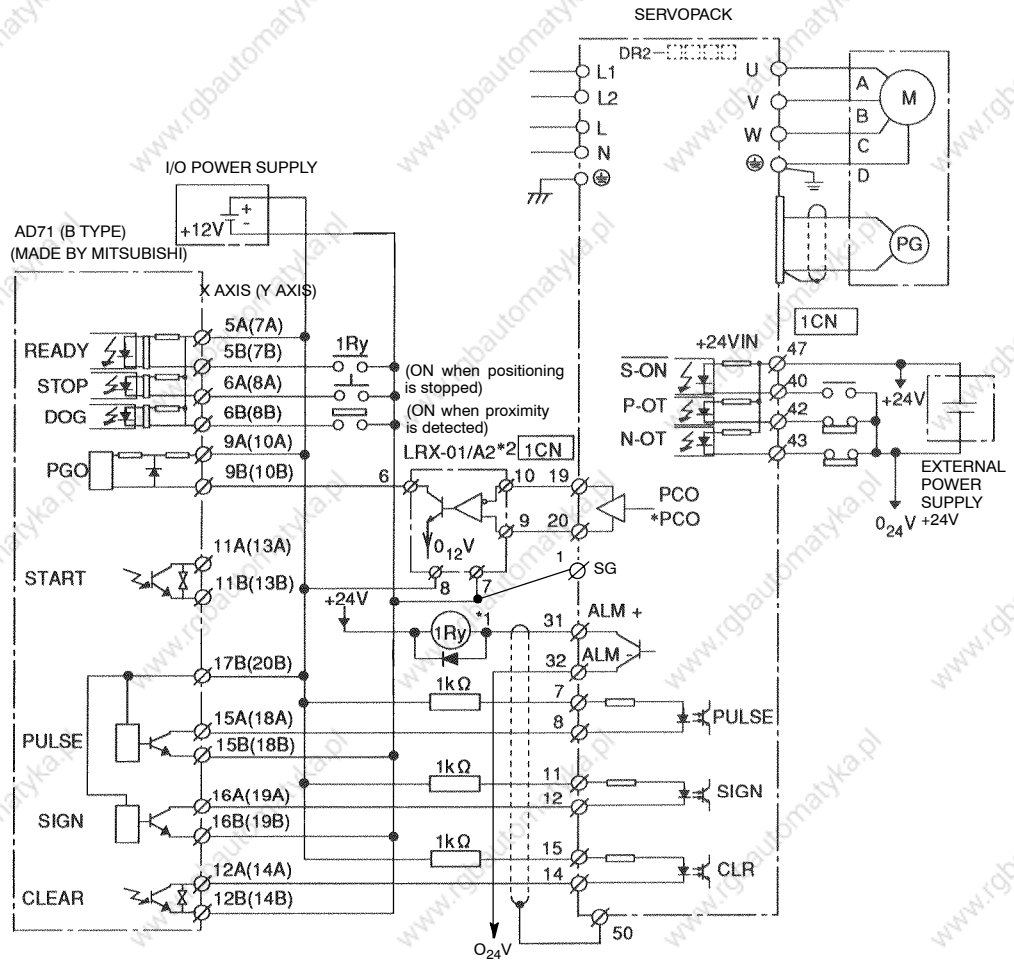 SERVOPACK
DR2
L1
L2
L
N
U
V
W
A
B
C
D
M
PG
I/O POWER SUPPLY
+
-
+12V
AD71 (B TYPE)
(MADE BY MITSUBISHI)
X AXIS (Y AXIS)
READY
5A(7A)
5B(7B)
1Ry
STOP
6A(8A)
(ON when positioning
is stopped)
DOG
6B(8B)
(ON when proximity
is detected)
PGO
9A(10A)
9B(10B)
LRX-01/A2*2
1CN
6
10
19
9
20
PCO
*PCO
0₁₂V
8
7
1
SG
START
11A(13A)
11B(13B)
+24V
1Ry
*1
31
ALM +
32
ALM -
17B(20B)
1kΩ
7
PULSE
15A(18A)
8
PULSE
15B(18B)
1kΩ
11
SIGN
16A(19A)
12
SIGN
16B(19B)
1kΩ
15
CLR
CLEAR
12A(14A)
14
12B(14B)
50
O₂₄V
1CN
+24VIN
47
S-ON
40
+24V
P-OT
42
N-OT
43
EXTERNAL
POWER
SUPPLY
+24V
0₂₄V
www.rgbautomatyka.pl